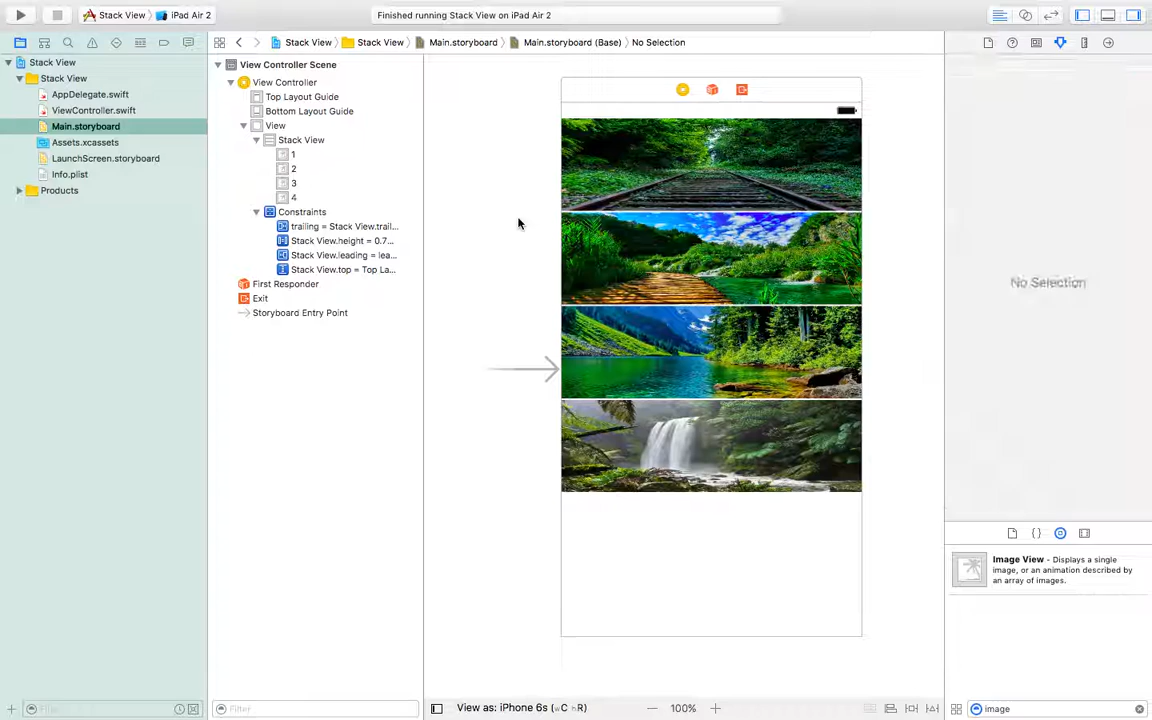 Stack View
iPad Air 2
Finished running Stack View on iPad Air 2
Stack View
Stack View
Main.storyboard
Main.storyboard (Base)
No Selection
Stack View
Stack View
AppDelegate.swift
ViewController.swift
Main.storyboard
Assets.xcassets
LaunchScreen.storyboard
Info.plist
Products
View Controller Scene
View Controller
Top Layout Guide
Bottom Layout Guide
View
Stack View
1
2
3
4
Constraints
trailing = Stack View.trail...
Stack View.height = 0.7...
Stack View.leading = lea...
Stack View.top = Top La...
First Responder
Exit
Storyboard Entry Point
No Selection
Image View - Displays a single
image, or an animation described by
an array of images.
Filter
Filter
View as: iPhone 6s (wC hR)
100%
image